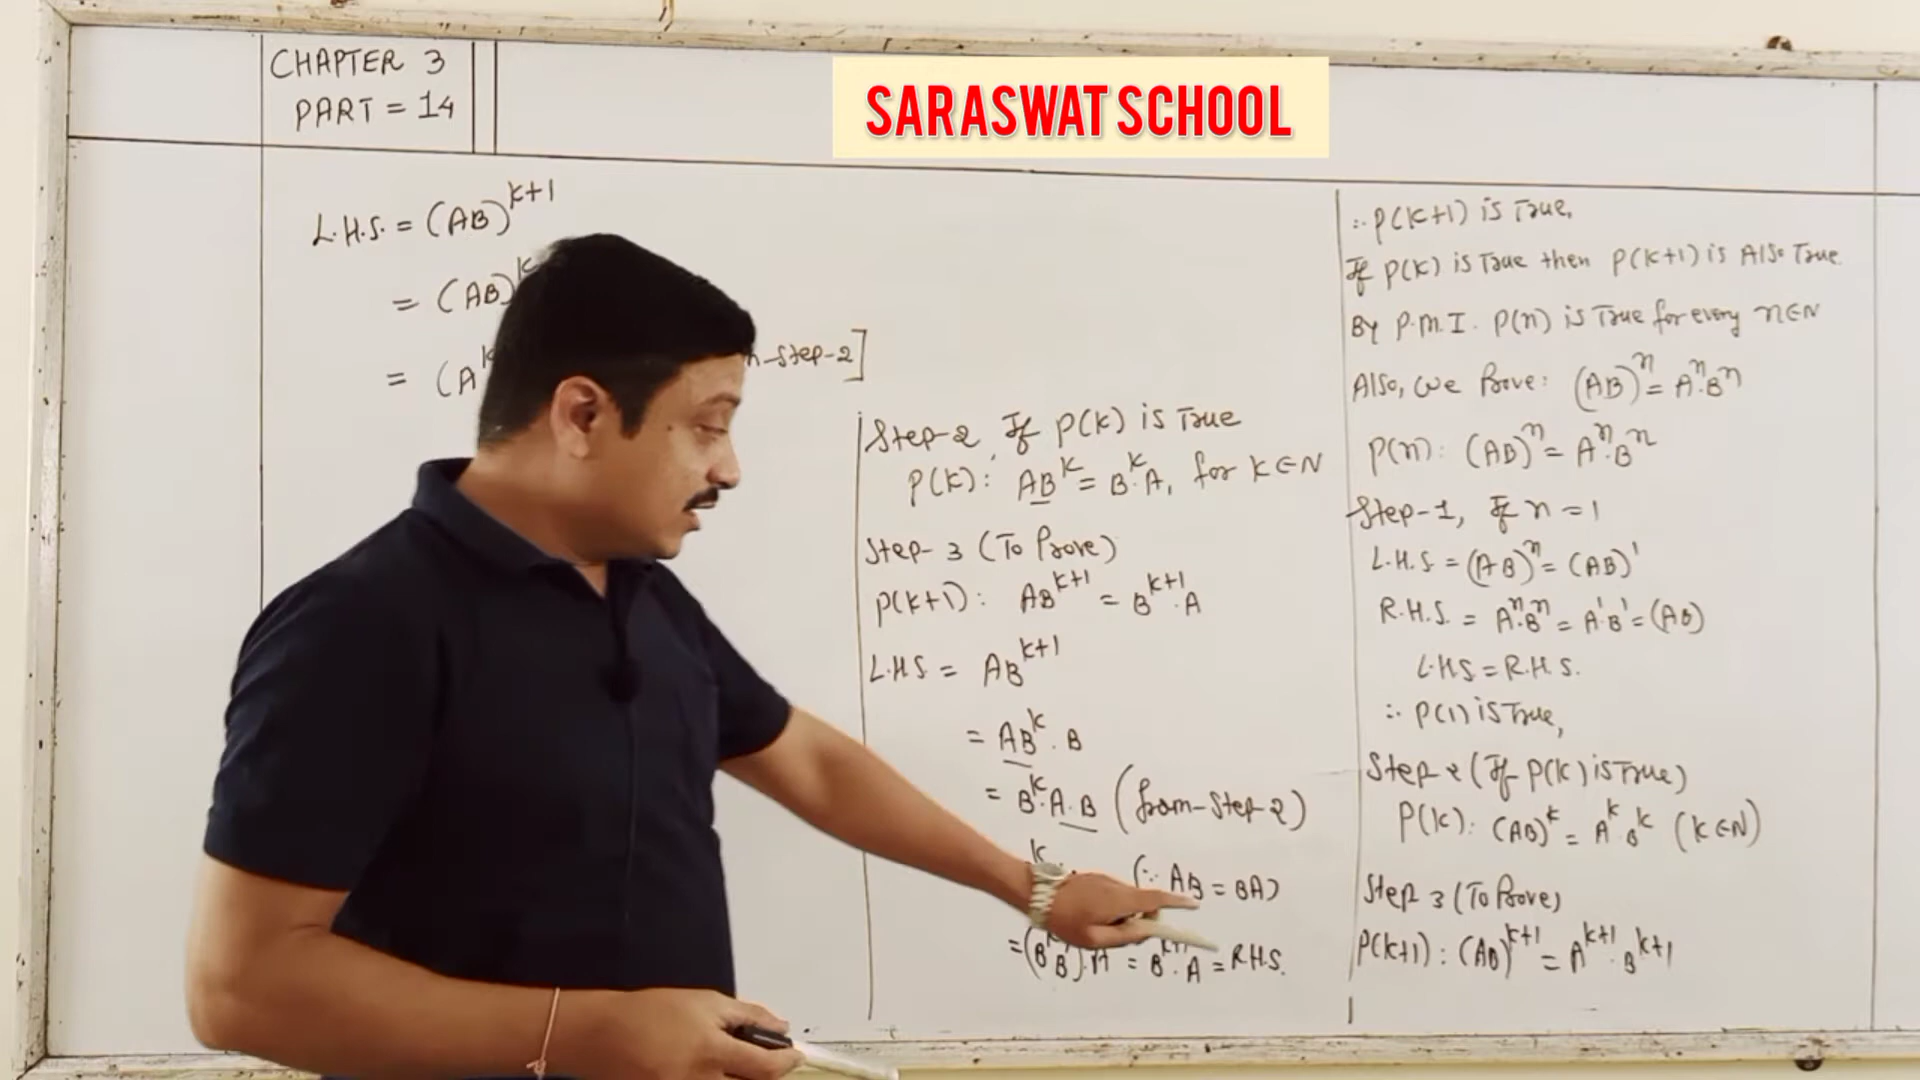 CHAPTER 3
PART = 14
SARASWAT SCHOOL
L.H.S. = (AB)^{k+1}
= (AB)^k
= (A^k
Step-2]
Step-2, If P(k) is True
P(k): AB^k = B^k.A, for k∈N
Step-3 (To Prove)
P(k+1): AB^{k+1} = B^{k+1}.A
L.H.S = AB^{k+1}
= AB^k.B
= B^k.A.B (from-Step-2)
k
(∵ AB = BA)
= (B^k.B).A = B^{k+1}.A = R.H.S.
∴ P(k+1) is True,
If P(k) is True then P(k+1) is Also True.
By P.M.I. P(n) is True for every n∈N
Also, We Prove: (AB)^n = A^n.B^n
P(n): (AB)^n = A^n.B^n
Step-1, If n = 1
L.H.S = (AB)^n = (AB)^1
R.H.S. = A^n.B^n = A^1.B^1 = (AB)
L.H.S = R.H.S.
∴ P(1) is True,
Step 2 (If P(k) is True)
P(k): (AB)^k = A^k.B^k (k∈N)
Step 3 (To Prove)
P(k+1): (AB)^{k+1} = A^{k+1}.B^{k+1}